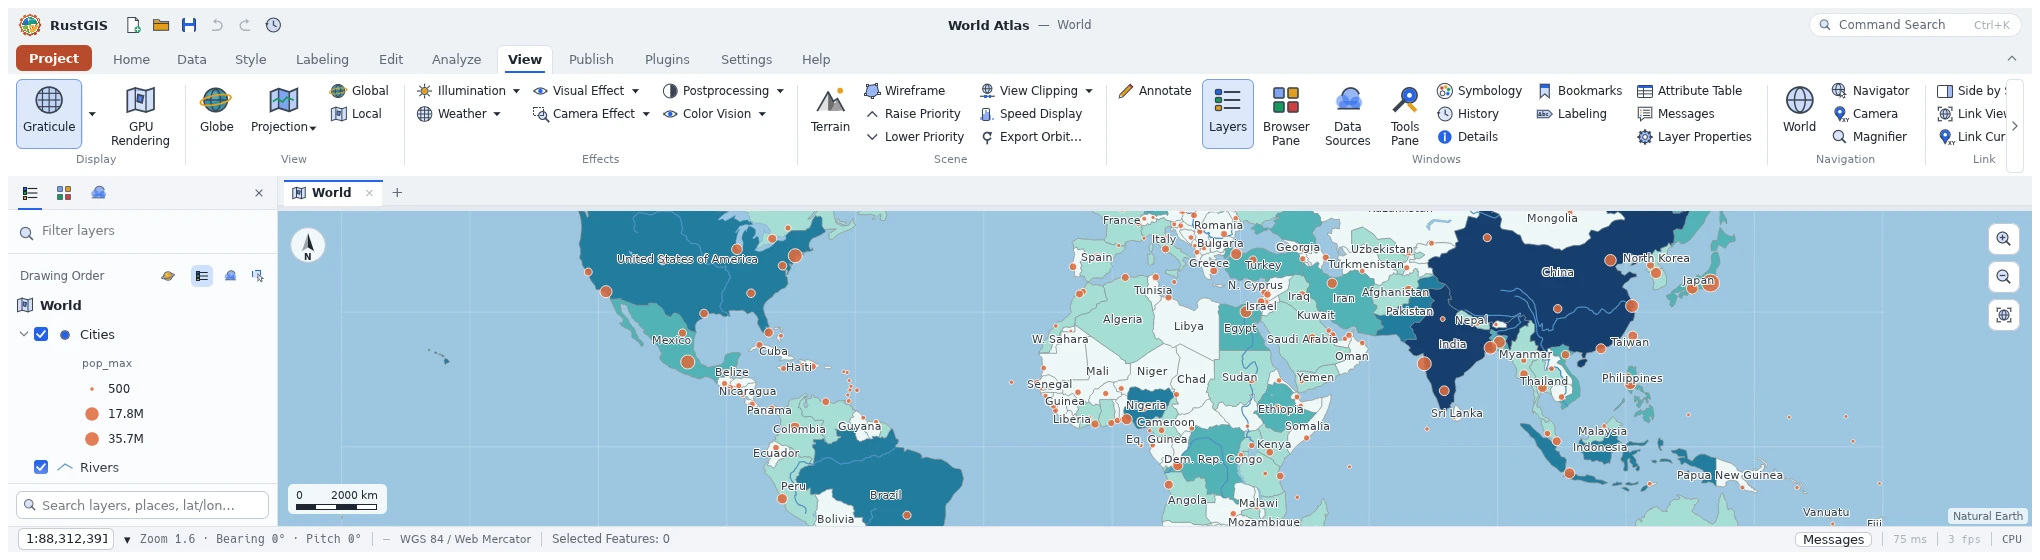 RustGIS
World Atlas — World
Command Search Ctrl+K
Project Home Data Style Labeling Edit Analyze View Publish Plugins Settings Help
Graticule
GPU Rendering
Display
Globe
Projection
Global
Local
View
Illumination
Weather
Visual Effect
Camera Effect
Postprocessing
Color Vision
Effects
Terrain
Wireframe
Raise Priority
Lower Priority
View Clipping
Speed Display
Export Orbit...
Scene
Annotate
Layers
Browser Pane
Data Sources
Tools Pane
Symbology
History
Details
Bookmarks
Labeling
Attribute Table
Messages
Layer Properties
Windows
World
Navigator
Camera
Magnifier
Navigation
Side by
Link
Link
Link
World
Filter layers
Drawing Order
World
Cities
pop_max
500
17.8M
35.7M
Rivers
Search layers, places, lat/lon...
N
Mongolia
France
Romania
Italy
Bulgaria
Georgia
Uzbekistan
Spain
United States of America
Greece
Turkey
Turkmenistan
North Korea
China
Japan
Tunisia
N. Cyprus
Iraq
Iran
Afghanistan
Israel
Pakistan
Kuwait
Nepal
Algeria
Libya
Egypt
W. Sahara
Saudi Arabia
India
Taiwan
Mexico
Cuba
Oman
Myanmar
Haiti
Belize
Mali
Niger
Chad
Sudan
Yemen
Thailand
Philippines
Senegal
Nicaragua
Guinea
Nigeria
Ethiopia
Panama
Sri Lanka
Liberia
Cameroon
Colombia
Guyana
Somalia
Malaysia
Eq. Guinea
Kenya
Indonesia
Ecuador
Dem. Rep. Congo
Papua New Guinea
Peru
Brazil
Angola
Malawi
Bolivia
Mozambique
Vanuatu
Fiji
0 2000 km
Natural Earth
1:88,312,391 Zoom 1.6 · Bearing 0° · Pitch 0° — WGS 84 / Web Mercator Selected Features: 0 Messages 75 ms 3 fps CPU